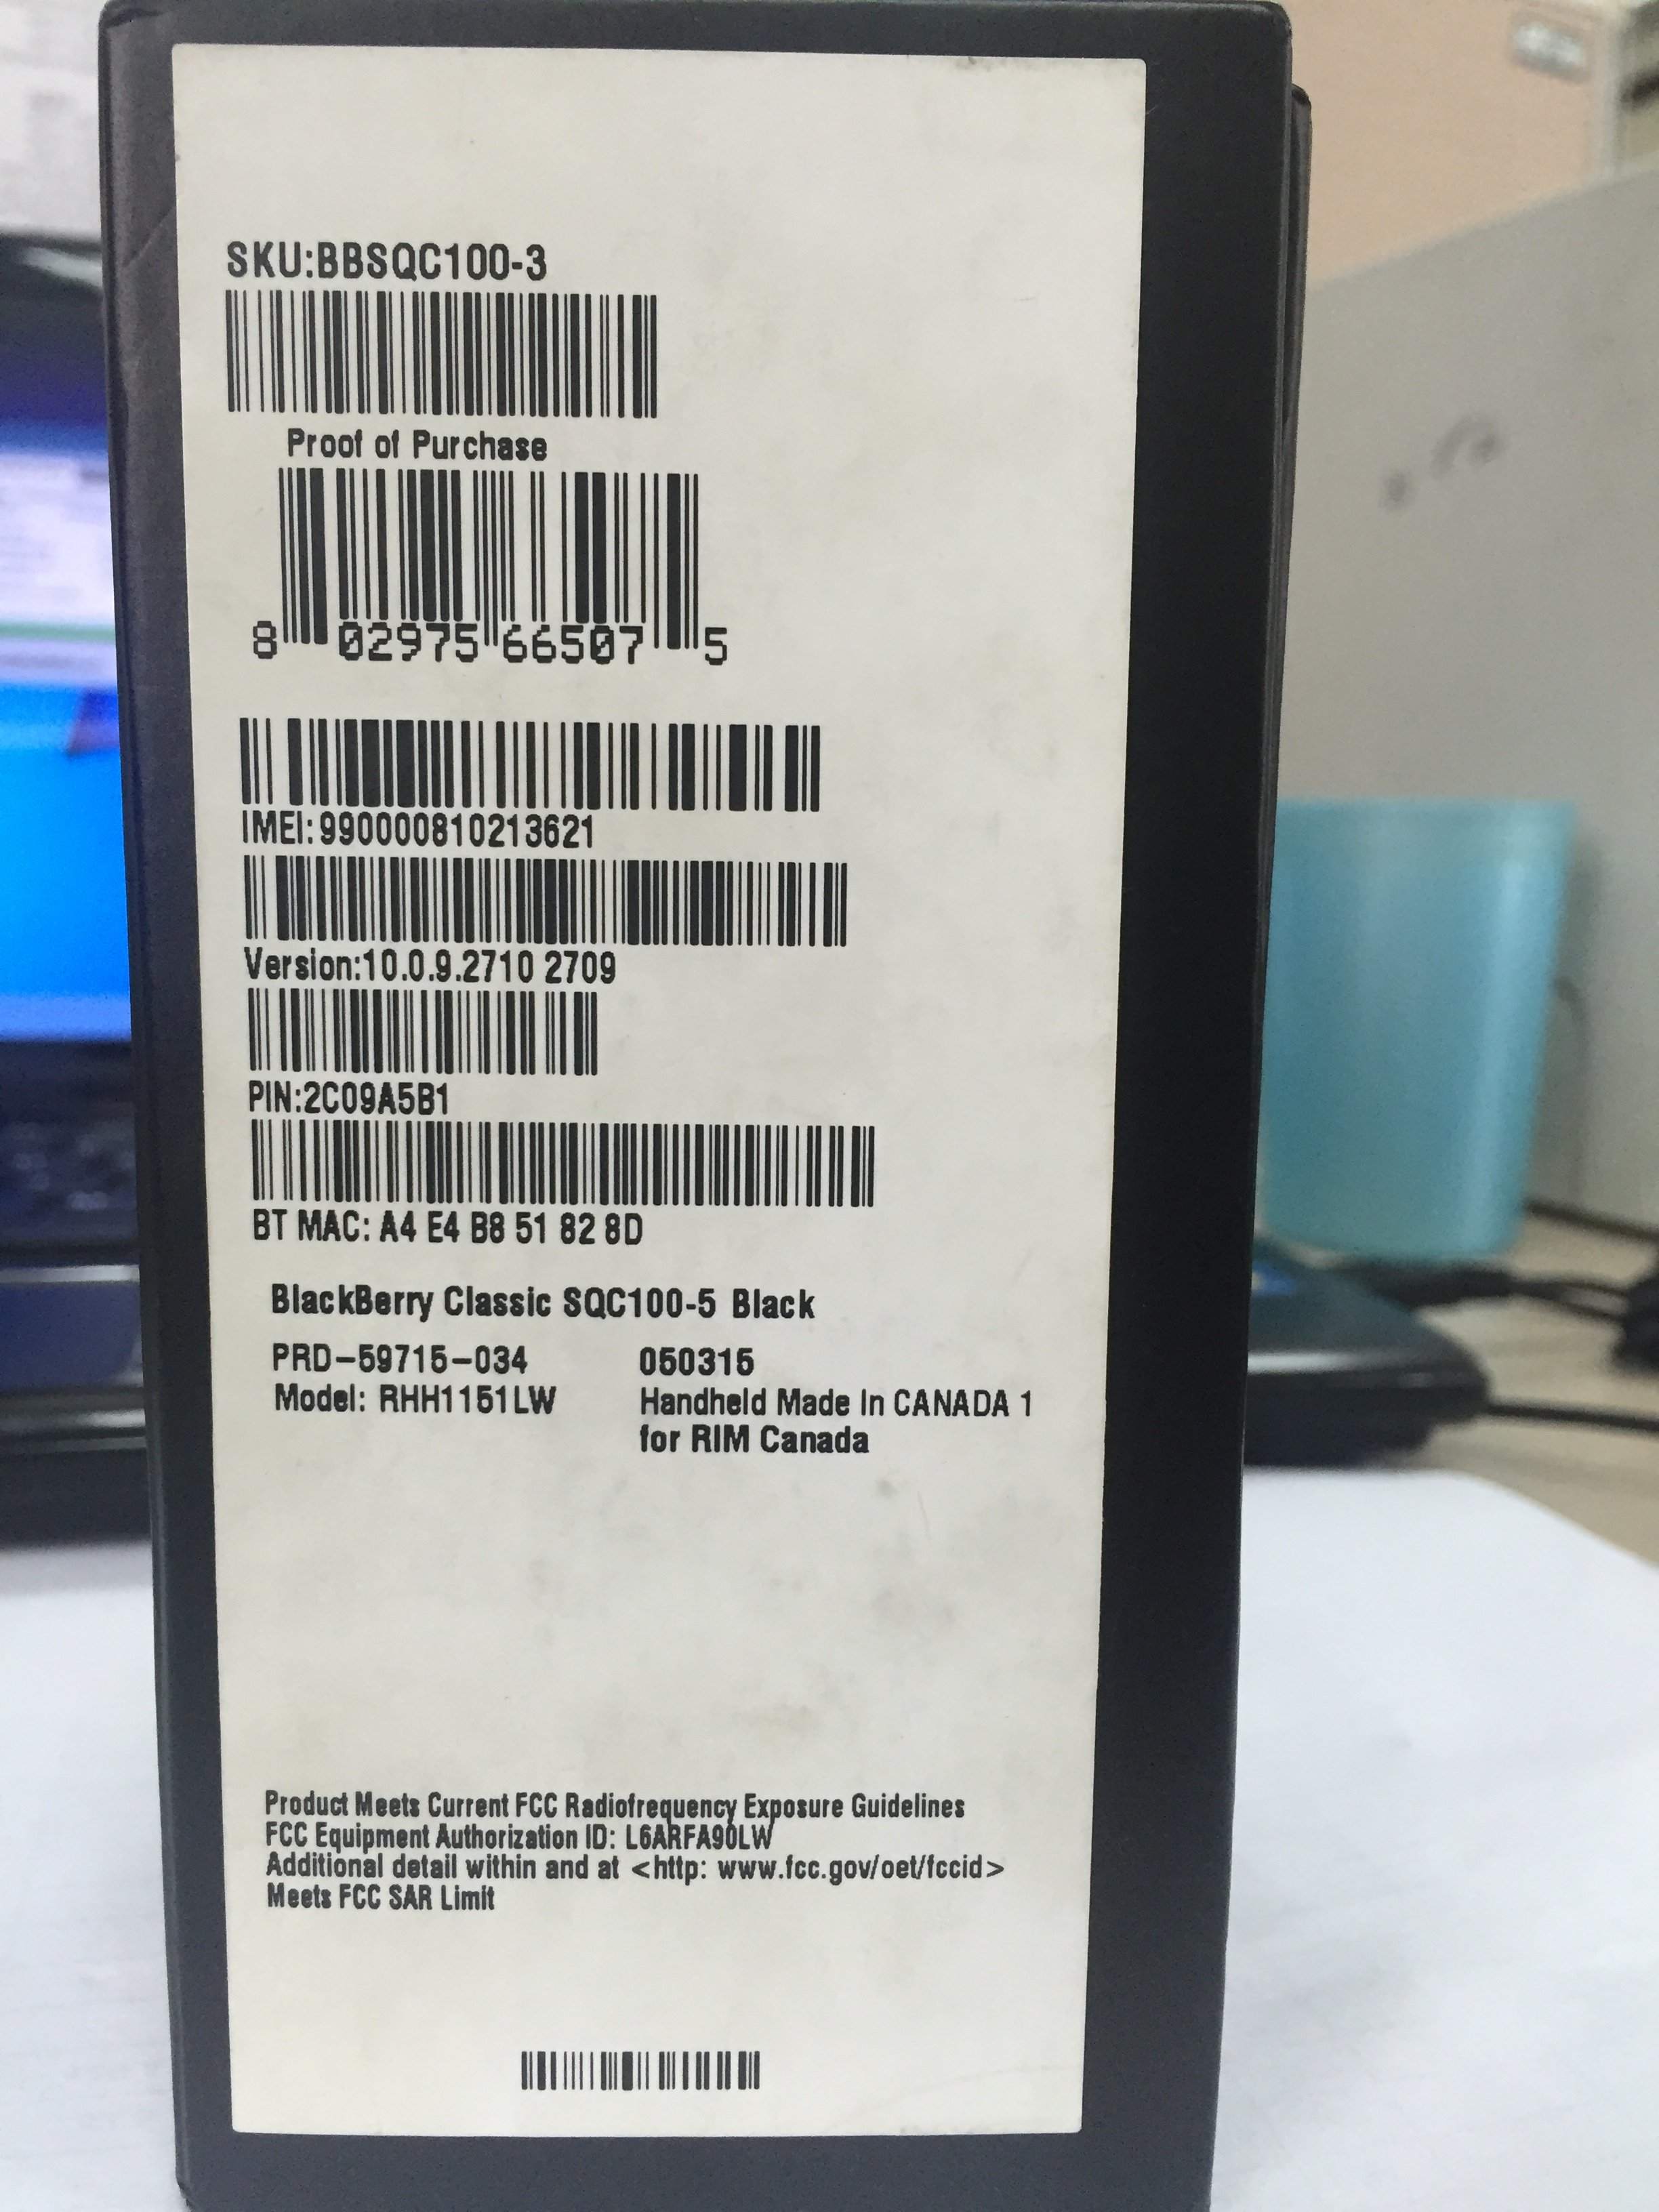 SKU:BBSQC100-3
Proof of Purchase
8 02975 66507 5
IMEI:990000810213621
Version:10.0.9.2710 2709
PIN:2C09A5B1
BT MAC: A4 E4 B8 51 82 8D
BlackBerry Classic SQC100-5 Black
PRD-59715-034 050315
Model: RHH1151LW Handheld Made In CANADA 1
for RIM Canada
Product Meets Current FCC Radiofrequency Exposure Guidelines
FCC Equipment Authorization ID: L6ARFA90LW
Additional detail within and at <http: www.fcc.gov/oet/fccid>
Meets FCC SAR Limit